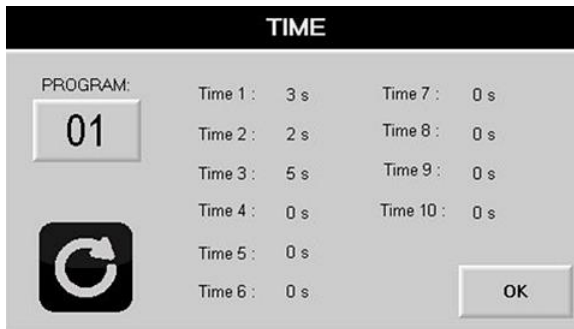 TIME
PROGRAM:
01
Time 1 : 3 s
Time 2 : 2 s
Time 3 : 5 s
Time 4 : 0 s
Time 5 : 0 s
Time 6 : 0 s
Time 7 : 0 s
Time 8 : 0 s
Time 9 : 0 s
Time 10 : 0 s
OK